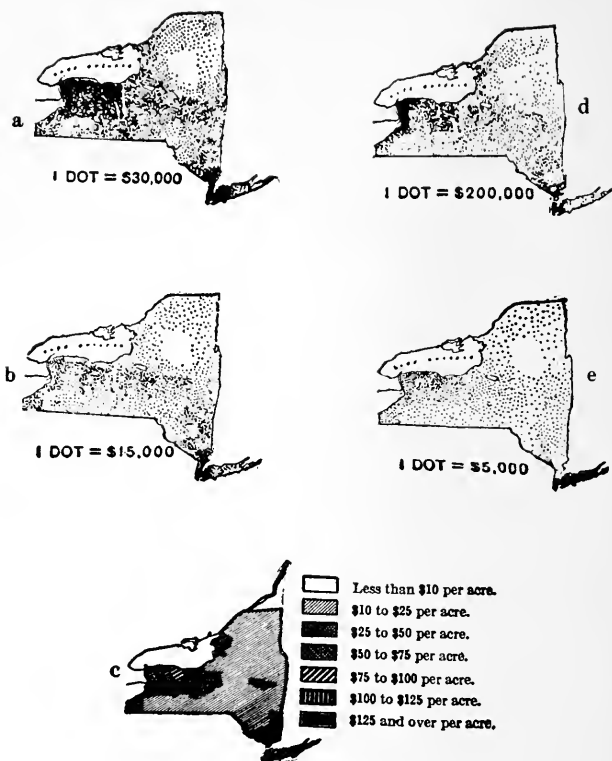 a
d
1 DOT = $30,000
1 DOT = $200,000
b
e
1 DOT = $15,000
1 DOT = $5,000
c
Less than $10 per acre.
$10 to $25 per acre.
$25 to $50 per acre.
$50 to $75 per acre.
$75 to $100 per acre.
$100 to $125 per acre.
$125 and over per acre.